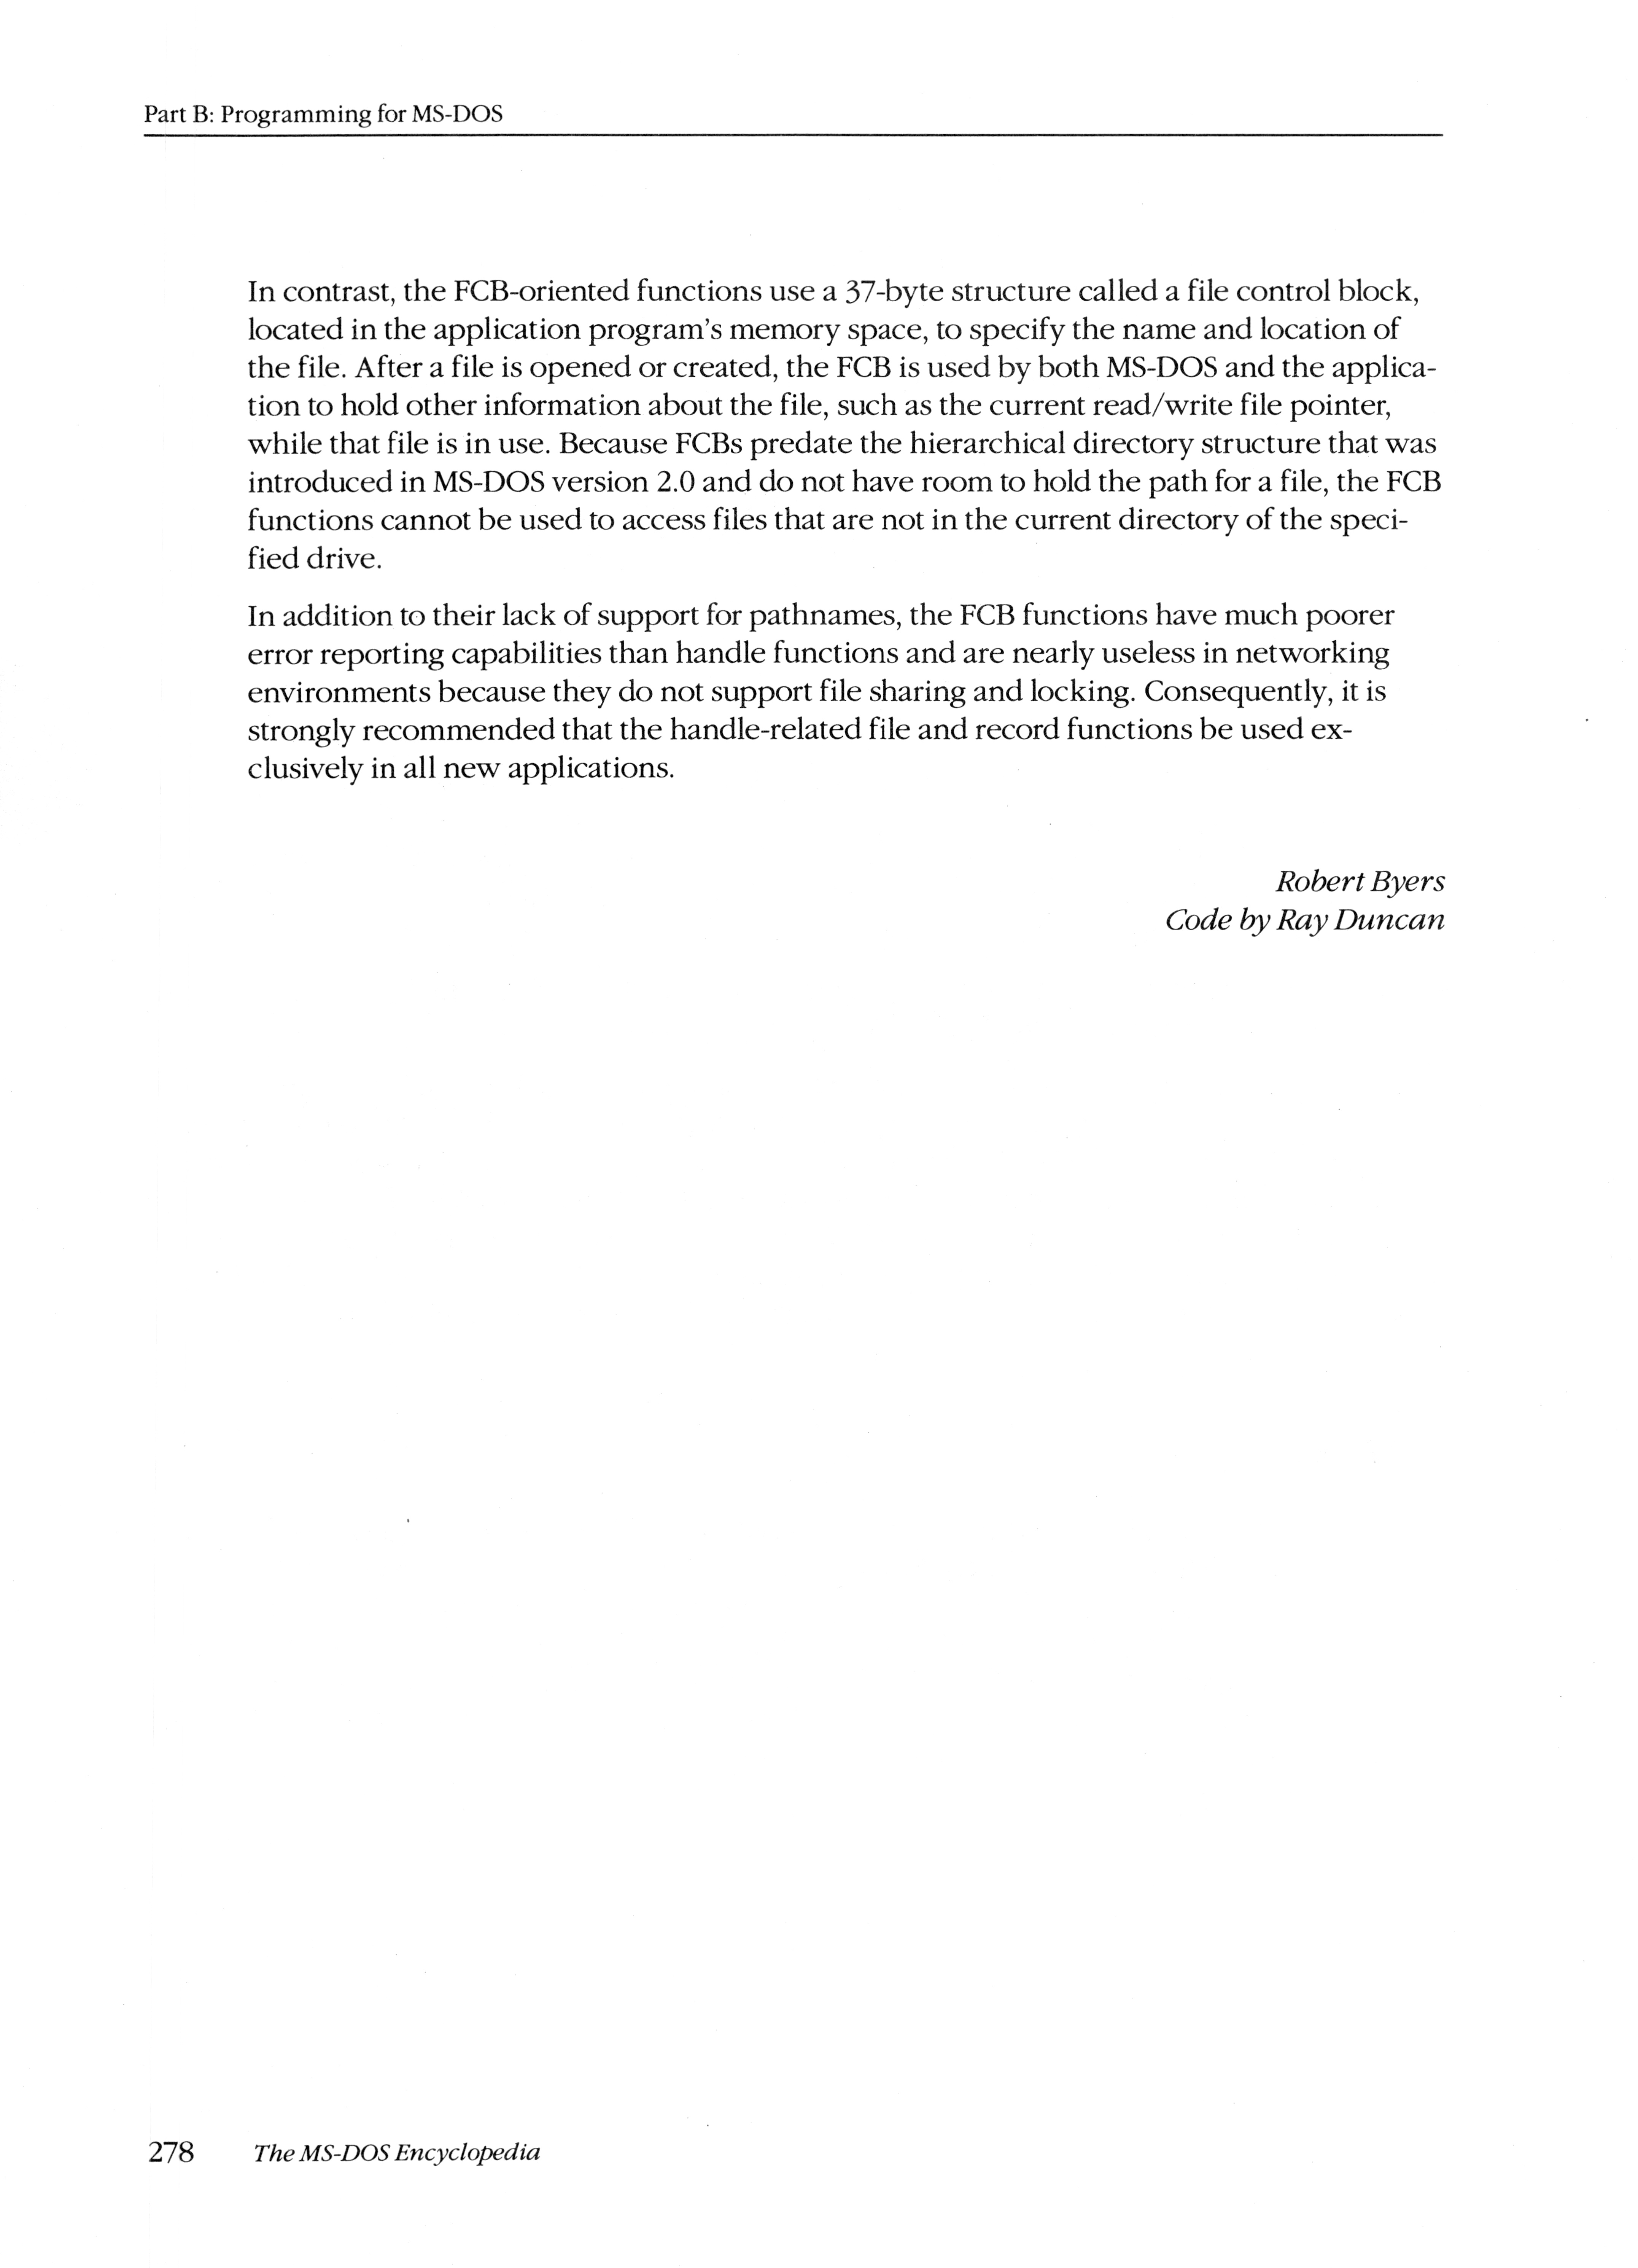 Part B: Programming for MS-DOS
In contrast, the FCB-oriented functions use a 37-byte structure called a file control block,
located in the application program's memory space, to specify the name and location of
the file. After a file is opened or created, the FCB is used by both MS-DOS and the applica-
tion to hold other information about the file, such as the current read/write file pointer,
while that file is in use. Because FCBs predate the hierarchical directory structure that was
introduced in MS-DOS version 2.0 and do not have room to hold the path for a file, the FCB
functions cannot be used to access files that are not in the current directory of the speci-
fied drive.
In addition to their lack of support for pathnames, the FCB functions have much poorer
error reporting capabilities than handle functions and are nearly useless in networking
environments because they do not support file sharing and locking. Consequently, it is
strongly recommended that the handle-related file and record functions be used ex-
clusively in all new applications.
Robert Byers
Code by Ray Duncan
278 The MS-DOS Encyclopedia